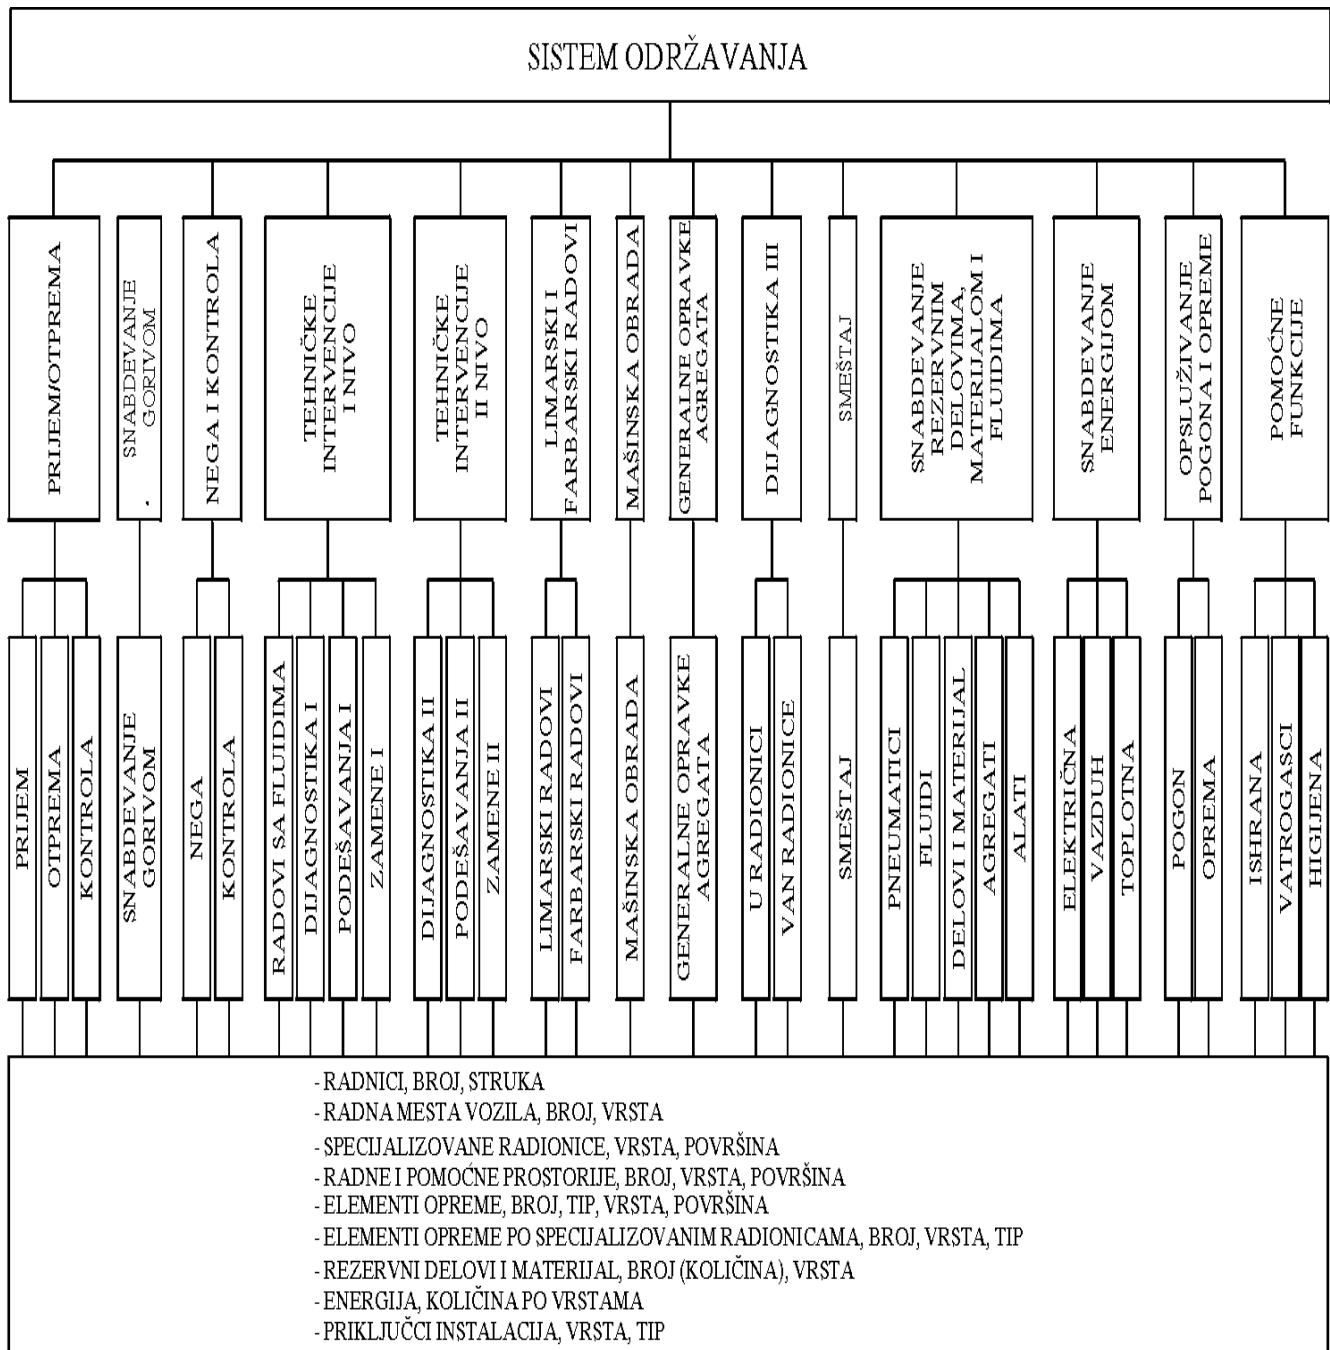 SISTEM ODRŽAVANJA
PRIJEM/OTPREMA
SNABDEVANJE
GORIVOM
NEGA I KONTROLA
TEHNIČKE
INTERVENCIJE
I NIVO
TEHNIČKE
INTERVENCIJE
II NIVO
LIMARSKI I
FARBARSKI RADOVI
MAŠINSKA OBRADA
GENERALNE OPRAVKE
AGREGATA
DIJAGNOSTIKA III
SMEŠTAJ
SNABDEVANJE
REZERVNIM
DELOVIMA,
MATERIJALOM I
FLUIDIMA
SNABDEVANJE
ENERGIJOM
OPSLUŽIVANJE
POGONA I OPREME
POMOĆNE
FUNKCIJE
PRIJEM
OTPREMA
KONTROLA
SNABDEVANJE
GORIVOM
NEGA
KONTROLA
RADOVI SA FLUIDIMA
DIJAGNOSTIKA I
PODEŠAVANJA I
ZAMENE I
DIJAGNOSTIKA II
PODEŠAVANJA II
ZAMENE II
LIMARSKI RADOVI
FARBARSKI RADOVI
MAŠINSKA OBRADA
GENERALNE OPRAVKE
AGREGATA
U RADIONICI
VAN RADIONICE
SMEŠTAJ
PNEUMATICI
FLUIDI
DELOVI I MATERIJAL
AGREGATI
ALATI
ELEKTRIČNA
VAZDUH
TOPLOTNA
POGON
OPREMA
ISHRANA
VATROGASCI
HIGIJENA
- RADNICI, BROJ, STRUKA
- RADNA MESTA VOZILA, BROJ, VRSTA
- SPECIJALIZOVANE RADIONICE, VRSTA, POVRŠINA
- RADNE I POMOĆNE PROSTORIJE, BROJ, VRSTA, POVRŠINA
- ELEMENTI OPREME, BROJ, TIP, VRSTA, POVRŠINA
- ELEMENTI OPREME PO SPECIJALIZOVANIM RADIONICAMA, BROJ, VRSTA, TIP
- REZERVNI DELOVI I MATERIJAL, BROJ (KOLIČINA), VRSTA
- ENERGIJA, KOLIČINA PO VRSTAMA
- PRIKLJUČCI INSTALACIJA, VRSTA, TIP